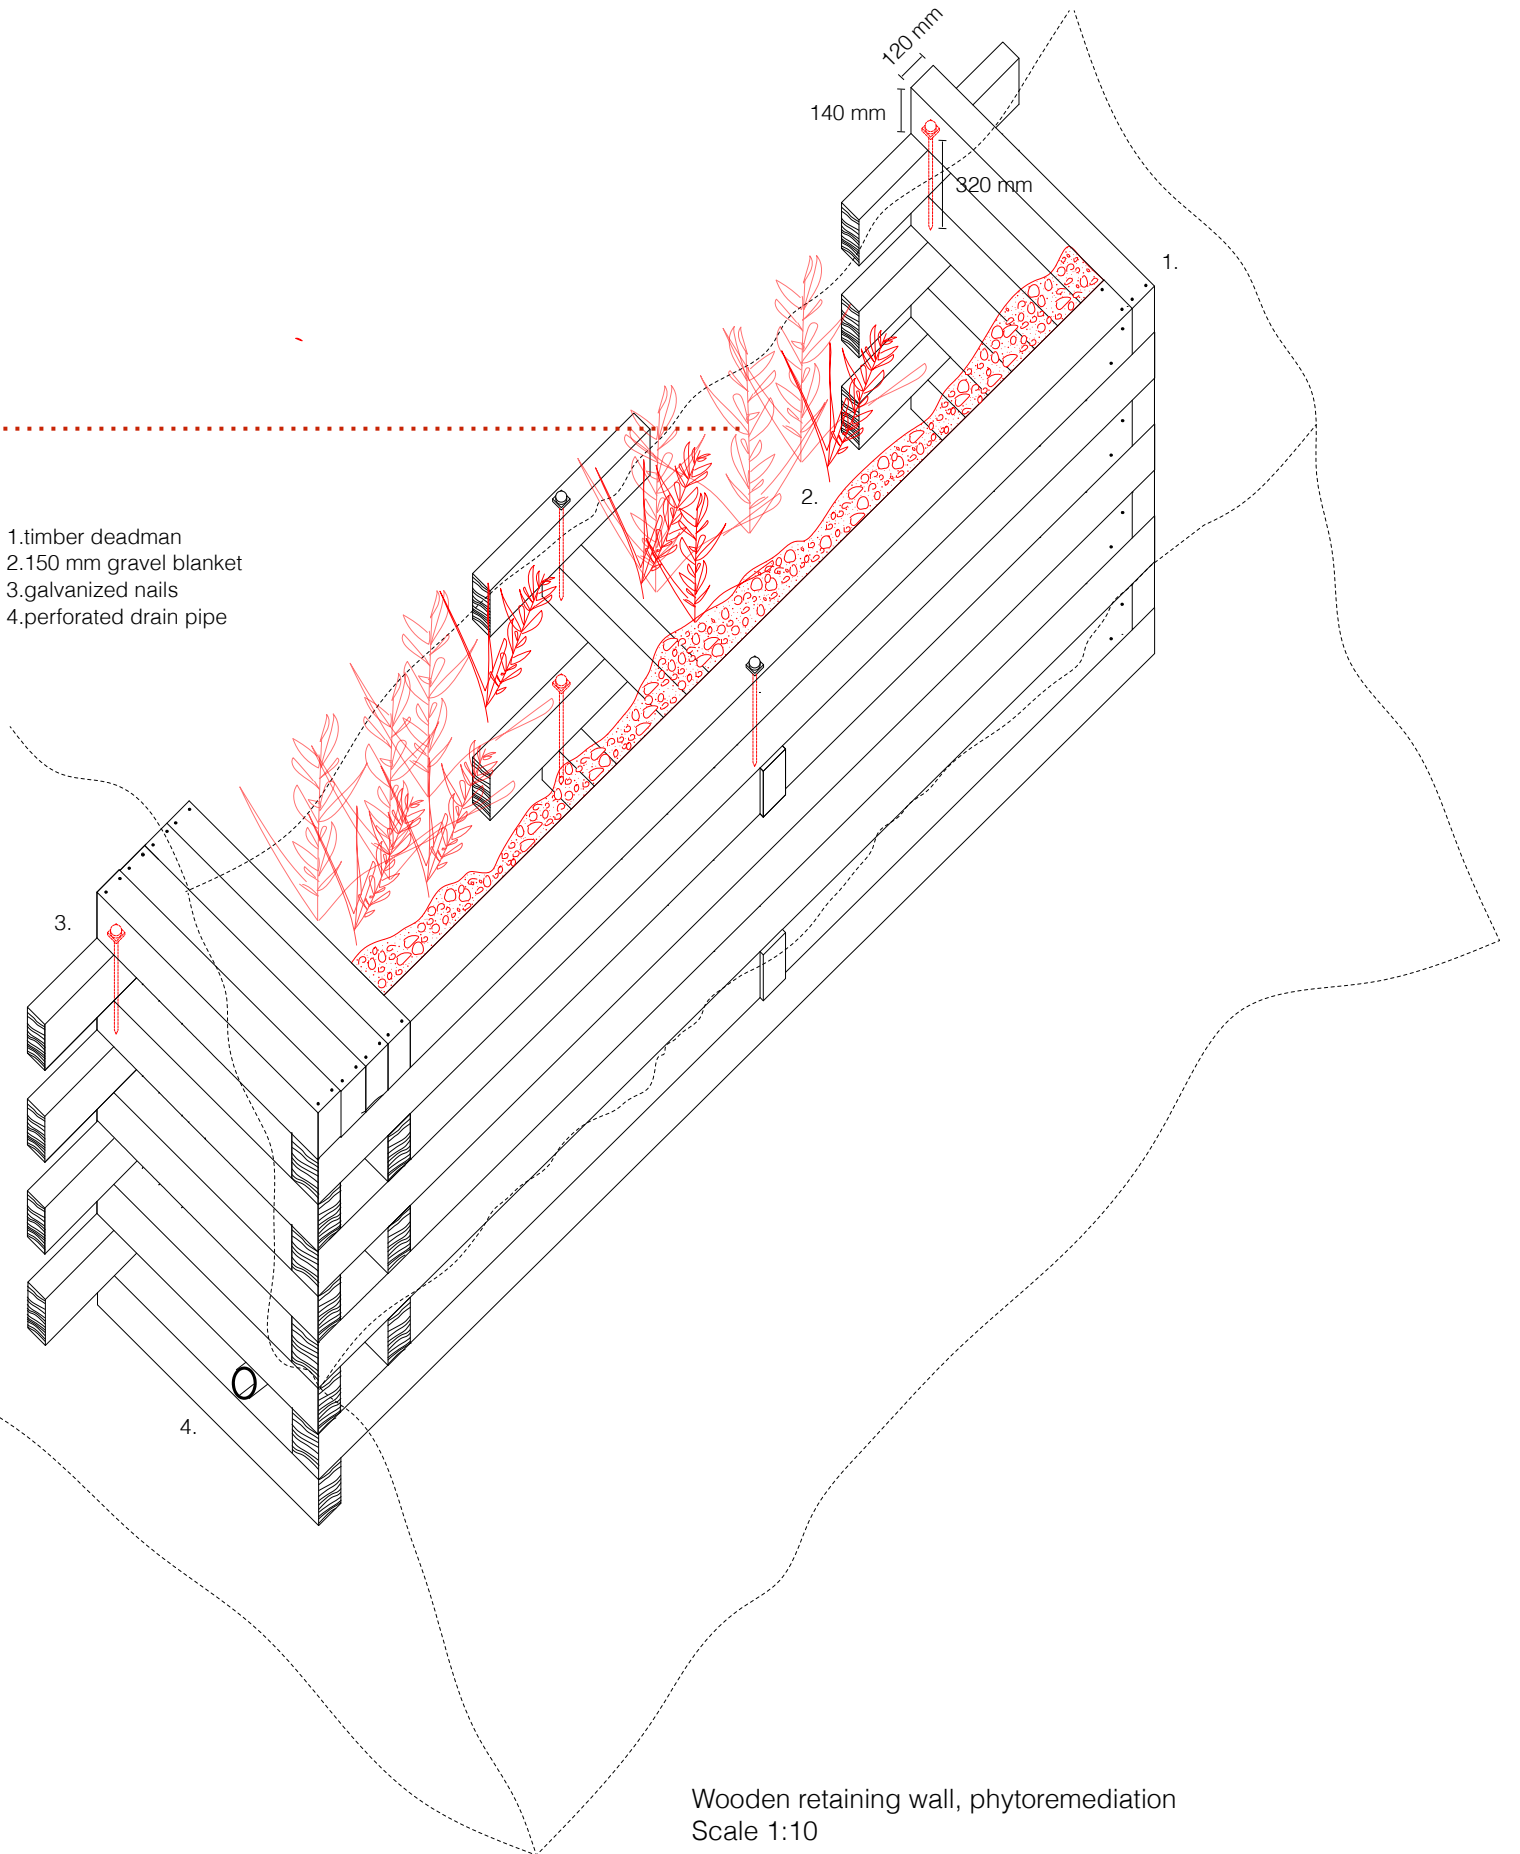 120 mm
140 mm
320 mm
1.
2.
1.timber deadman
2.150 mm gravel blanket
3.galvanized nails
4.perforated drain pipe
3.
4.
Wooden retaining wall, phytoremediation
Scale 1:10